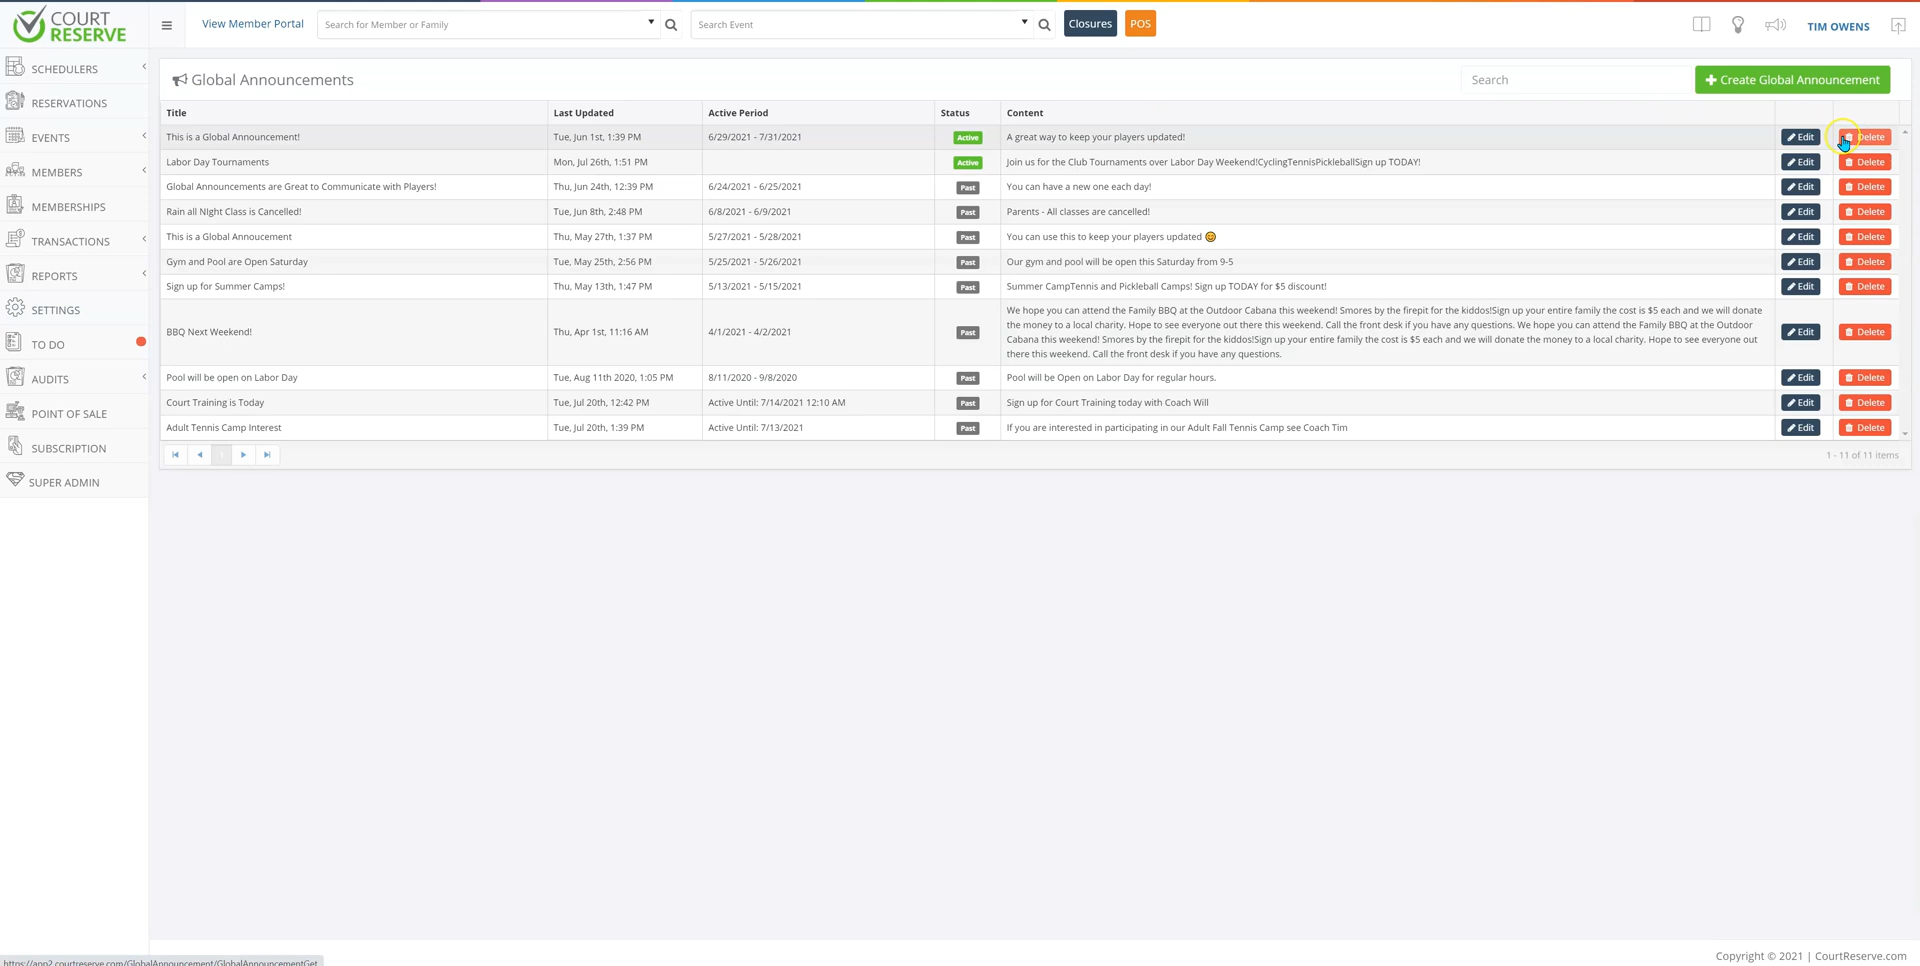 COURT
RESERVE
View Member Portal
Search for Member or Family
Search Event
Closures
POS
TIM OWENS
SCHEDULERS
RESERVATIONS
EVENTS
MEMBERS
MEMBERSHIPS
TRANSACTIONS
REPORTS
SETTINGS
TO DO
AUDITS
POINT OF SALE
SUBSCRIPTION
SUPER ADMIN
Global Announcements
Search
Create Global Announcement
Title Last Updated Active Period Status Content
This is a Global Announcement! Tue, Jun 1st, 1:39 PM 6/29/2021 - 7/31/2021 Active A great way to keep your players updated! Edit Delete
Labor Day Tournaments Mon, Jul 26th, 1:51 PM Active Join us for the Club Tournaments over Labor Day Weekend!CyclingTennisPickleballSign up TODAY! Edit Delete
Global Announcements are Great to Communicate with Players! Thu, Jun 24th, 12:39 PM 6/24/2021 - 6/25/2021 Past You can have a new one each day! Edit Delete
Rain all NIght Class is Cancelled! Tue, Jun 8th, 2:48 PM 6/8/2021 - 6/9/2021 Past Parents - All classes are cancelled! Edit Delete
This is a Global Annoucement Thu, May 27th, 1:37 PM 5/27/2021 - 5/28/2021 Past You can use this to keep your players updated 😀 Edit Delete
Gym and Pool are Open Saturday Tue, May 25th, 2:56 PM 5/25/2021 - 5/26/2021 Past Our gym and pool will be open this Saturday from 9-5 Edit Delete
Sign up for Summer Camps! Thu, May 13th, 1:47 PM 5/13/2021 - 5/15/2021 Past Summer CampTennis and Pickleball Camps! Sign up TODAY for $5 discount! Edit Delete
BBQ Next Weekend! Thu, Apr 1st, 11:16 AM 4/1/2021 - 4/2/2021 Past
We hope you can attend the Family BBQ at the Outdoor Cabana this weekend! Smores by the firepit for the kiddos!Sign up your entire family the cost is $5 each and we will donate
the money to a local charity. Hope to see everyone out there this weekend. Call the front desk if you have any questions. We hope you can attend the Family BBQ at the Outdoor
Cabana this weekend! Smores by the firepit for the kiddos!Sign up your entire family the cost is $5 each and we will donate the money to a local charity. Hope to see everyone out
there this weekend. Call the front desk if you have any questions.
Edit Delete
Pool will be open on Labor Day Tue, Aug 11th 2020, 1:05 PM 8/11/2020 - 9/8/2020 Past Pool will be Open on Labor Day for regular hours. Edit Delete
Court Training is Today Tue, Jul 20th, 12:42 PM Active Until: 7/14/2021 12:10 AM Past Sign up for Court Training today with Coach Will Edit Delete
Adult Tennis Camp Interest Tue, Jul 20th, 1:39 PM Active Until: 7/13/2021 Past If you are interested in participating in our Adult Fall Tennis Camp see Coach Tim Edit Delete
1
1 - 11 of 11 items
Copyright © 2021 | CourtReserve.com
https://app2.courtreserve.com/GlobalAnnouncement/GlobalAnnouncementGet